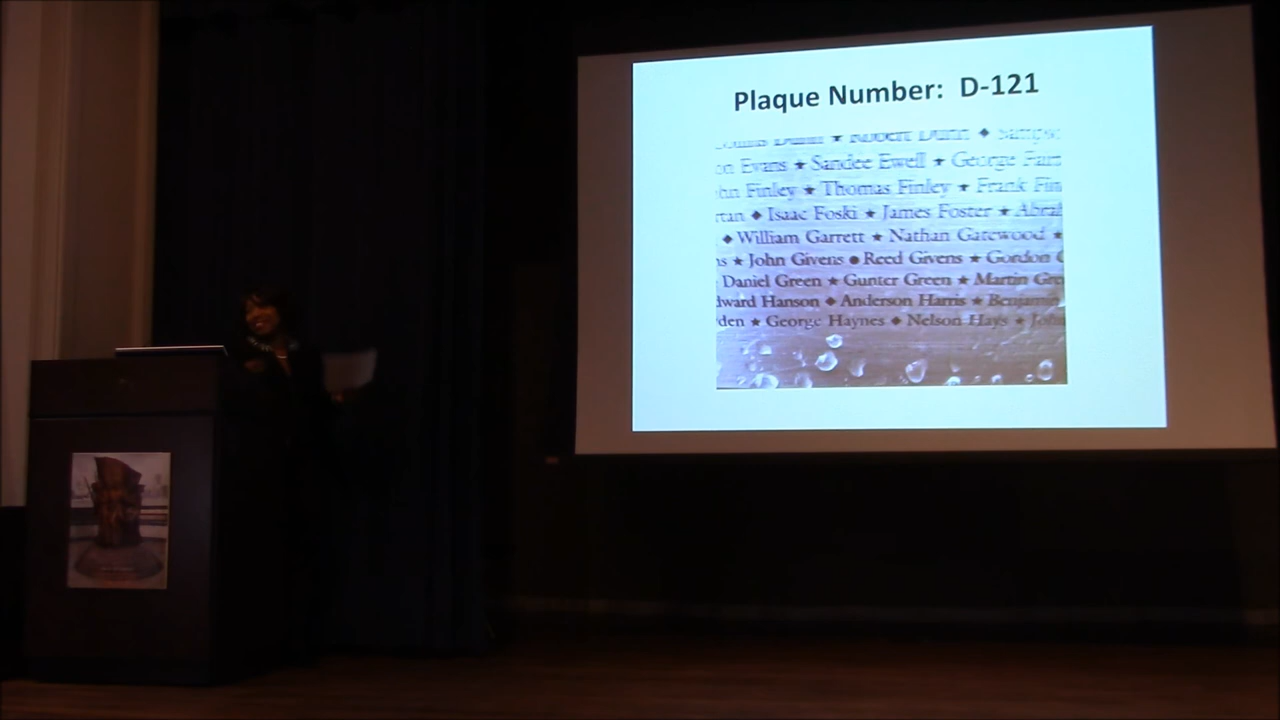 Plaque Number: D-121
Dunn ★ Robert Dunn ◆
Evans ★ Sandee Ewell ★ George
Finley ★ Thomas Finley ★ Frank
◆ Isaac Foski ★ James Foster ★
◆ William Garrett ★ Nathan Gatewood ★
★ John Givens ● Reed Givens ★ Gordon
Daniel Green ★ Gunter Green ★ Martin
Hanson ◆ Anderson Harris ★
★ George Haynes ◆ Nelson Hays ★